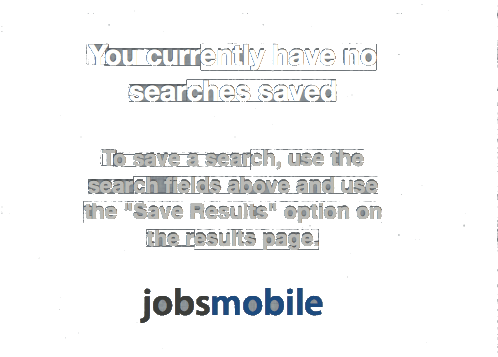 You currently have no
searches saved
To save a search, use the
search fields above and use
the "Save Results" option on
the results page.
jobsmobile